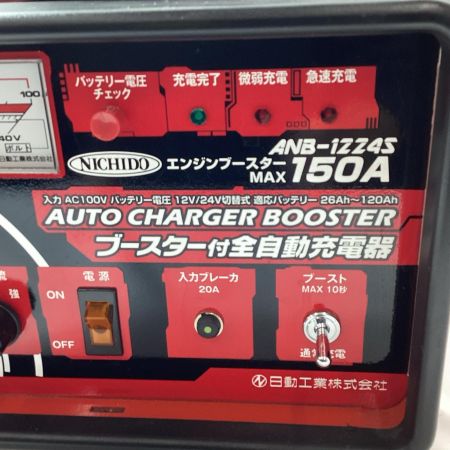 バッテリー電圧
チェック
充電完了
微弱充電
急速充電
100
40V
ボルト
日動工業株式会社
ANB-1224S
NICHIDO
エンジンブースター
MAX 150A
入力 AC100V バッテリー電圧 12V/24V切替式 適応バッテリー 26Ah〜120Ah
AUTO CHARGER BOOSTER
ブースター付全自動充電器
流
強
電源
ON
OFF
入力ブレーカ
20A
ブースト
MAX 10秒
通常充電
日動工業株式会社